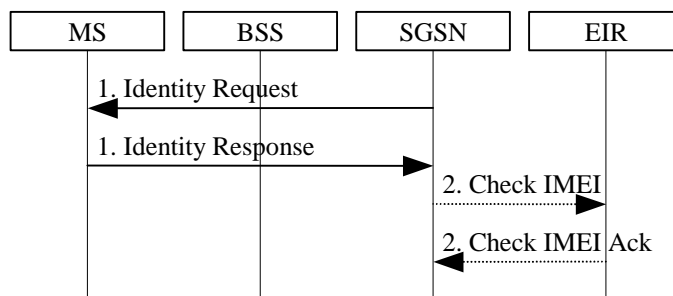 MS BSS SGSN EIR
1. Identity Request
1. Identity Response
2. Check IMEI
2. Check IMEI Ack